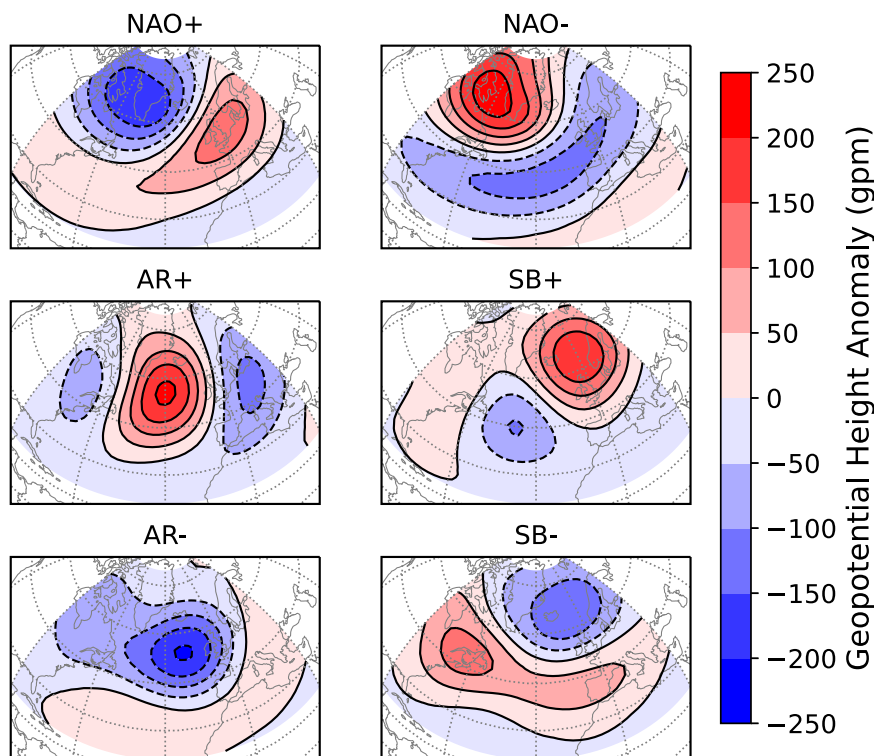 NAO+
NAO-
AR+
SB+
AR-
SB-
250
200
150
100
50
0
−50
−100
−150
−200
−250
Geopotential Height Anomaly (gpm)